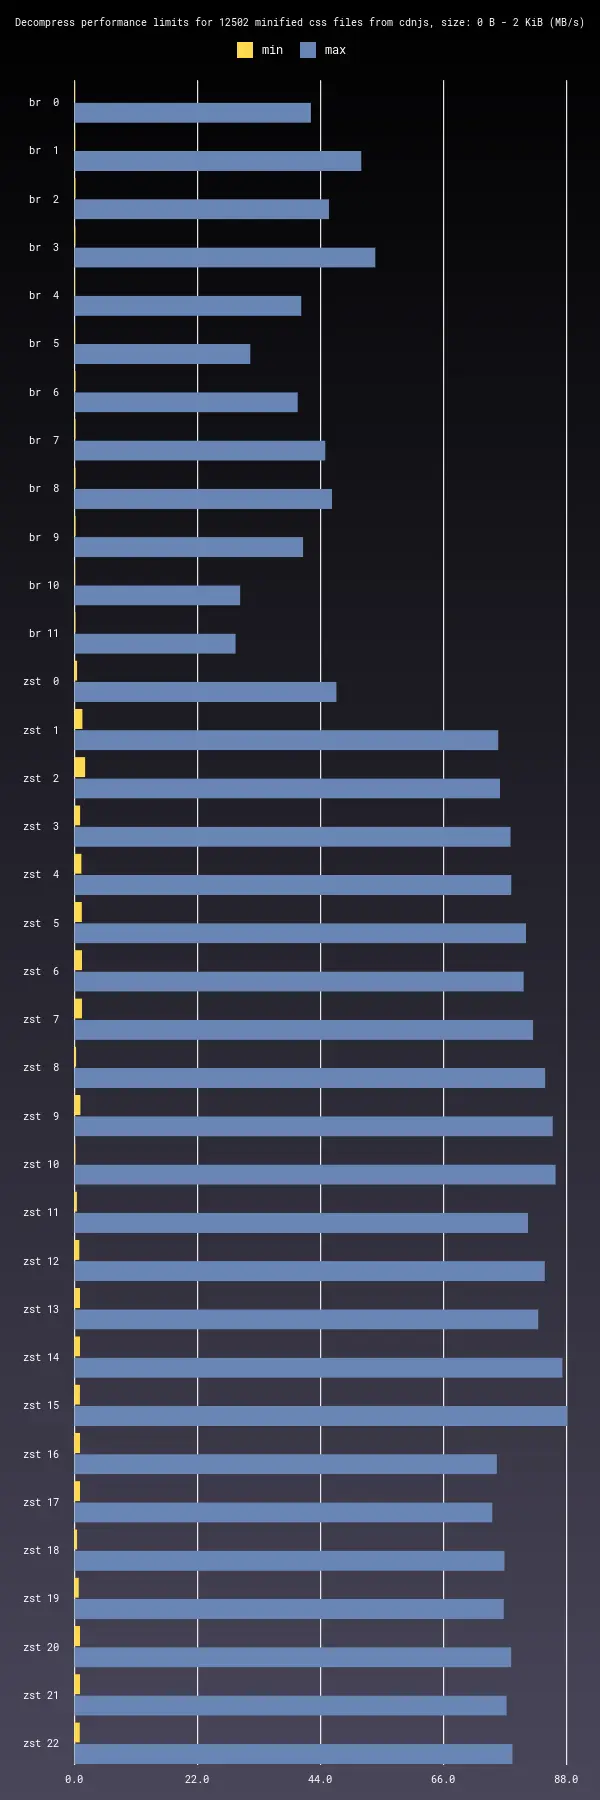 Decompress performance limits for 12502 minified css files from cdnjs, size: 0 B - 2 KiB (MB/s)
min max
br 0
br 1
br 2
br 3
br 4
br 5
br 6
br 7
br 8
br 9
br 10
br 11
zst 0
zst 1
zst 2
zst 3
zst 4
zst 5
zst 6
zst 7
zst 8
zst 9
zst 10
zst 11
zst 12
zst 13
zst 14
zst 15
zst 16
zst 17
zst 18
zst 19
zst 20
zst 21
zst 22
0.0 22.0 44.0 66.0 88.0